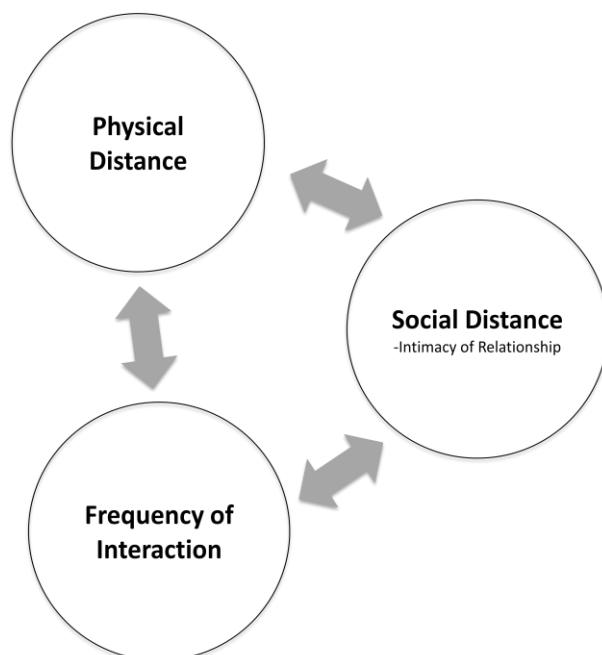 Physical
Distance
Social Distance
-Intimacy of Relationship
Frequency of
Interaction